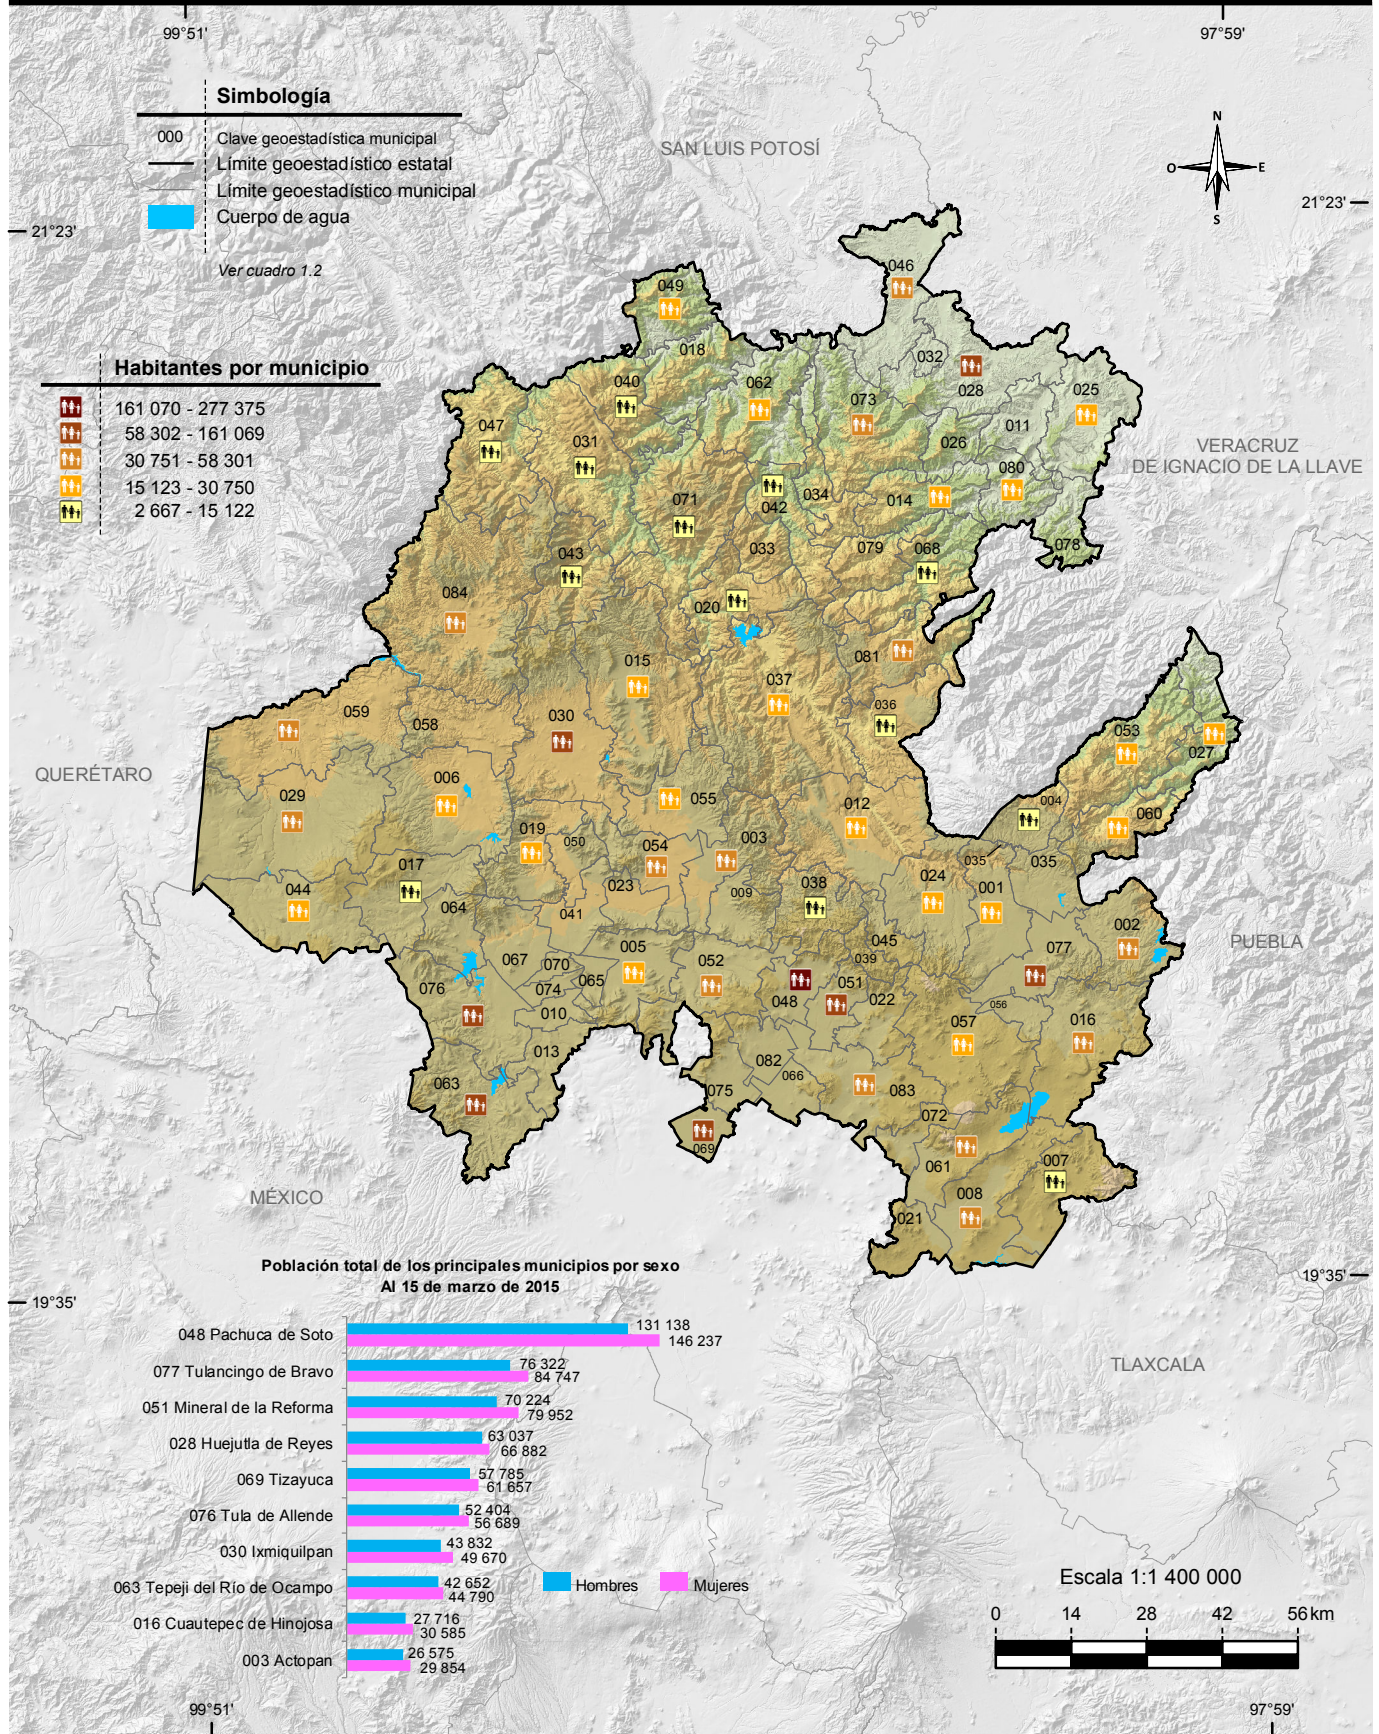 99°51'
97°59'
Simbología
000 Clave geoestadística municipal
Límite geoestadístico estatal
Límite geoestadístico municipal
Cuerpo de agua
Ver cuadro 1.2
N
O
E
S
SAN LUIS POTOSÍ
21°23'
21°23'
Habitantes por municipio
161 070 - 277 375
58 302 - 161 069
30 751 - 58 301
15 123 - 30 750
2 667 - 15 122
046
049
018
032
028
040
062
025
073
047
011
031
026
VERACRUZ
DE IGNACIO DE LA LLAVE
080
071
034
014
042
078
033
079
068
043
084
020
015
081
037
036
059
030
058
053
027
QUERÉTARO
006
029
055
004
012
060
019
050
003
054
035
035
017
044
023
009
038
024
001
064
041
002
045
005
077
PUEBLA
067
070
039
052
065
076
051
074
048
022
056
010
057
016
013
082
066
063
075
083
072
069
061
007
MÉXICO
008
021
Población total de los principales municipios por sexo
Al 15 de marzo de 2015
19°35'
19°35'
048 Pachuca de Soto
131 138
146 237
077 Tulancingo de Bravo
76 322
84 747
TLAXCALA
051 Mineral de la Reforma
70 224
79 952
028 Huejutla de Reyes
63 037
66 882
069 Tizayuca
57 785
61 657
076 Tula de Allende
52 404
56 689
030 Ixmiquilpan
43 832
49 670
063 Tepeji del Río de Ocampo
42 652
44 790
Hombres
Mujeres
016 Cuautepec de Hinojosa
27 716
30 585
003 Actopan
26 575
29 854
Escala 1:1 400 000
0 14 28 42 56 km
99°51'
97°59'